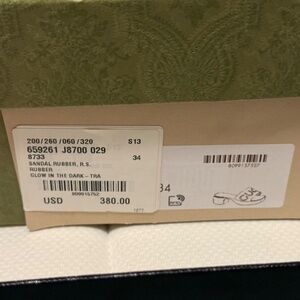 200/260/060/320 S13
659261 J8700 029
8733 34
SANDAL RUBBER, R.S.
RUBBER
GLOW IN THE DARK - TRA
USD 380.00
34